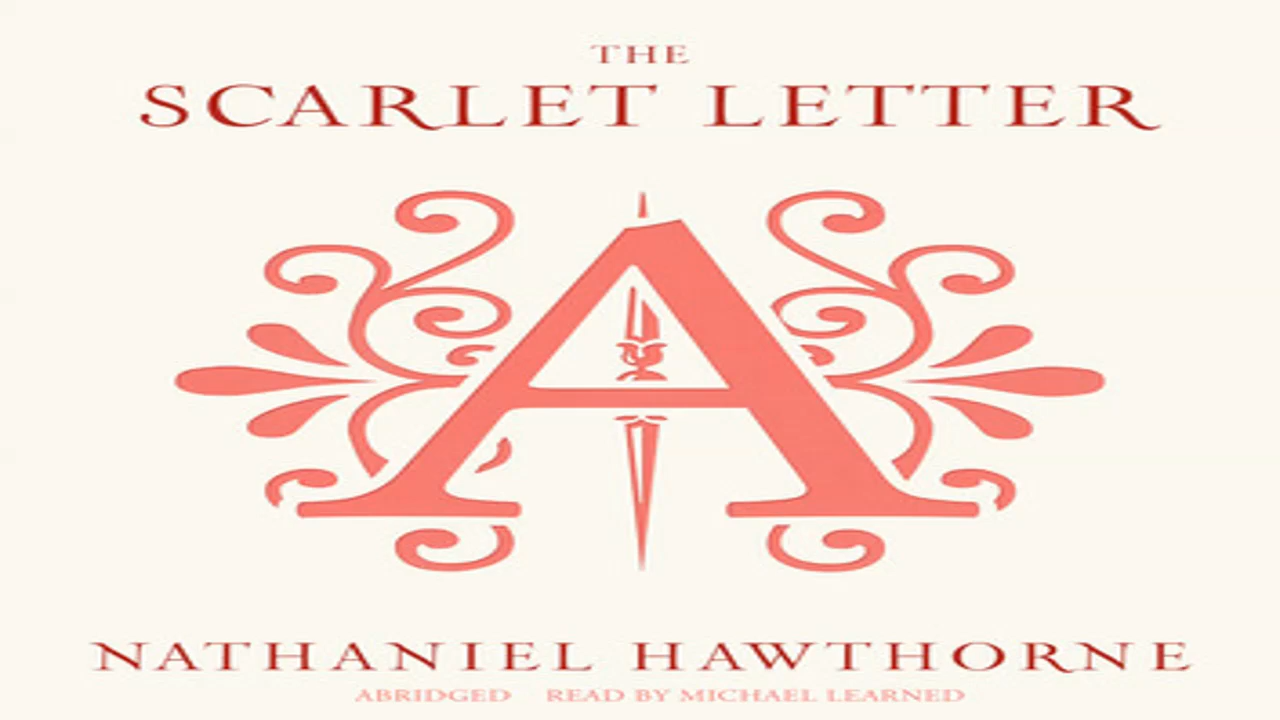 THE
SCARLET LETTER
A
NATHANIEL HAWTHORNE
ABRIDGED READ BY MICHAEL LEARNED